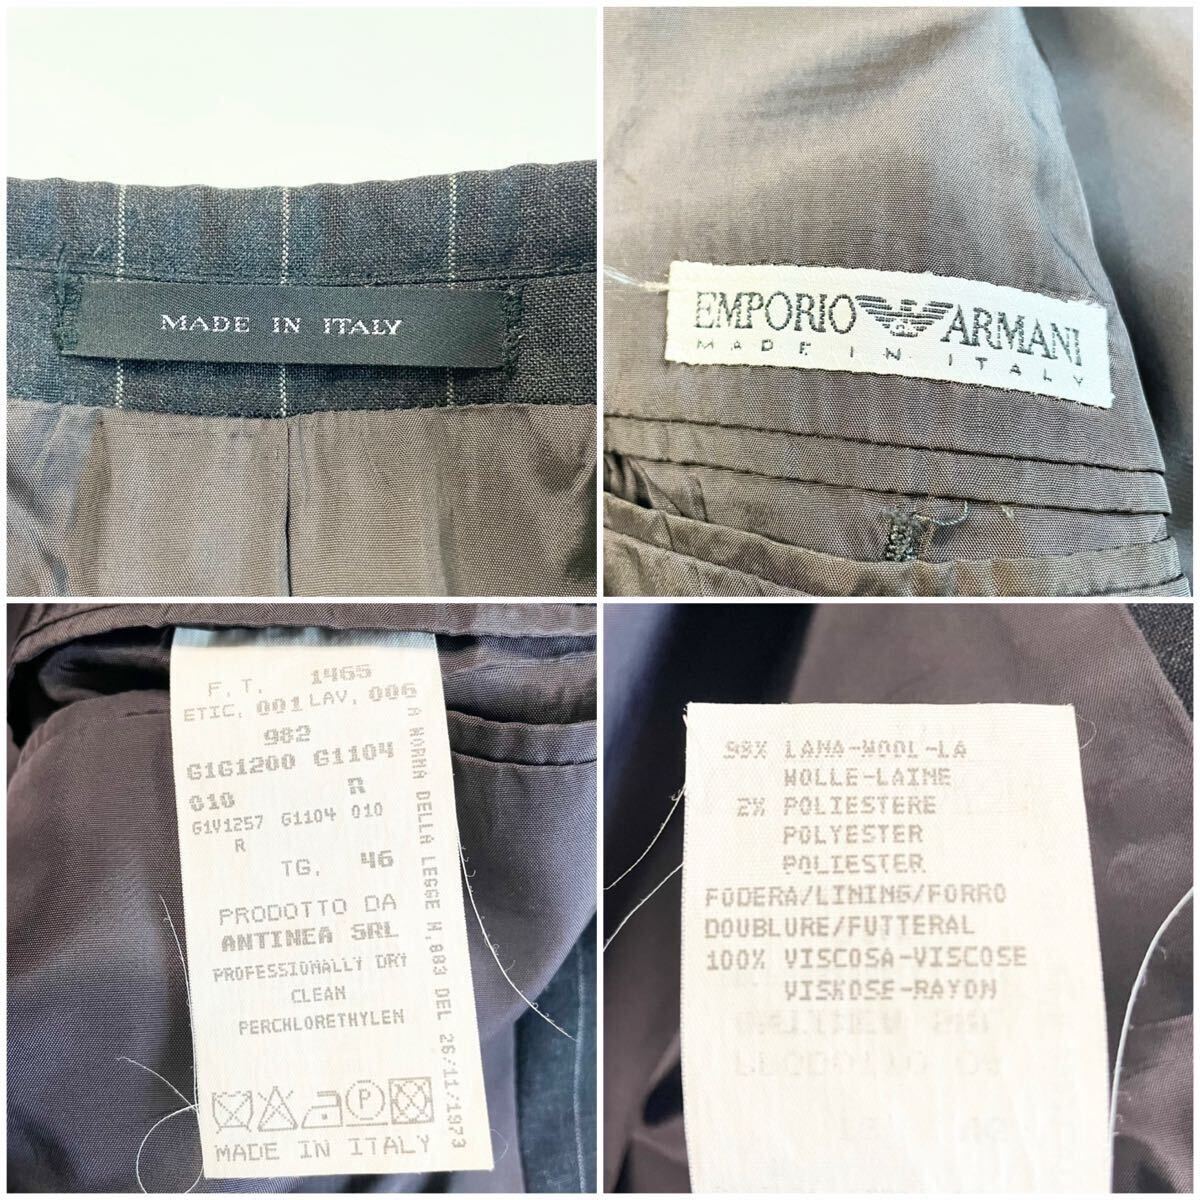 MADE IN ITALY
EMPORIO ARMANI
MADE IN ITALY
F. T. 1465
ETIC. 001 LAV. 006
982
G1G1200 G1104
010 R
G1V1257 G1104 010
R
TG. 46
PRODOTTO DA
ANTINEA SRL
PROFESSIONALLY DRY
CLEAN
PERCHLORETHYLEN
P
MADE IN ITALY
A NORMA DELLA LEGGE N.883 DEL 26/11/1973
98% LANA-WOOL-LA
WOLLE-LAINE
2% POLIESTERE
POLYESTER
POLIESTER
FODERA/LINING/FORRO
DOUBLURE/FUTTERAL
100% VISCOSA-VISCOSE
VISKOSE-RAYON